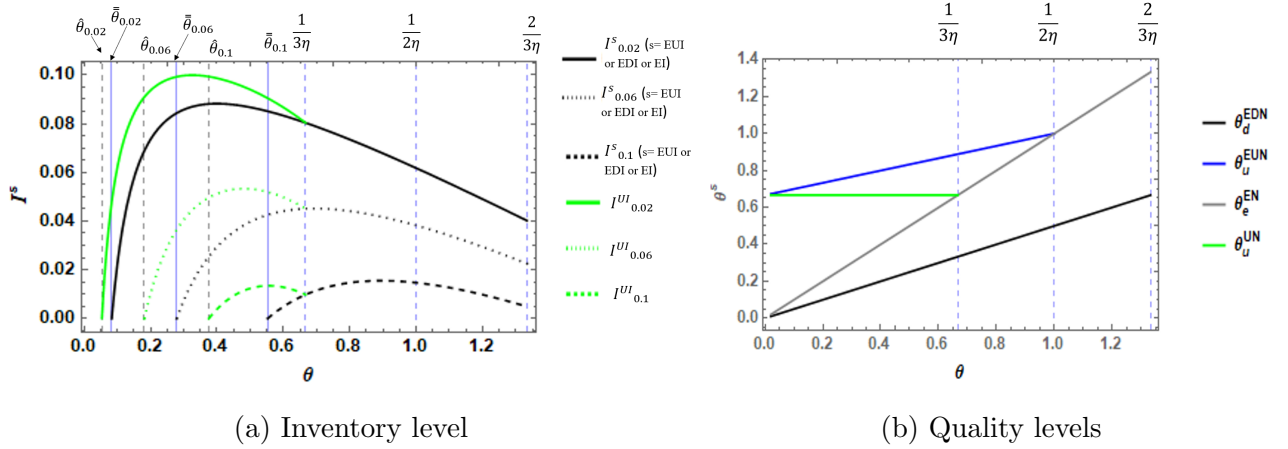 θ̂0.02 θ̿0.02 θ̂0.06 θ̿0.06 θ̂0.1 θ̿0.1 1/3η 1/2η 2/3η
I^s
0.10
0.08
0.06
0.04
0.02
0.00
0.0 0.2 0.4 0.6 0.8 1.0 1.2
θ
I^s 0.02 (s= EUI
or EDI or EI)
I^s 0.06 (s= EUI
or EDI or EI)
I^s 0.1 (s= EUI or
EDI or EI)
I^UI 0.02
I^UI 0.06
I^UI 0.1
(a) Inventory level
1/3η 1/2η 2/3η
θ^s
1.4
1.2
1.0
0.8
0.6
0.4
0.2
0.0
0.0 0.2 0.4 0.6 0.8 1.0 1.2
θ
θ_d^EDN
θ_u^EUN
θ_e^EN
θ_u^UN
(b) Quality levels